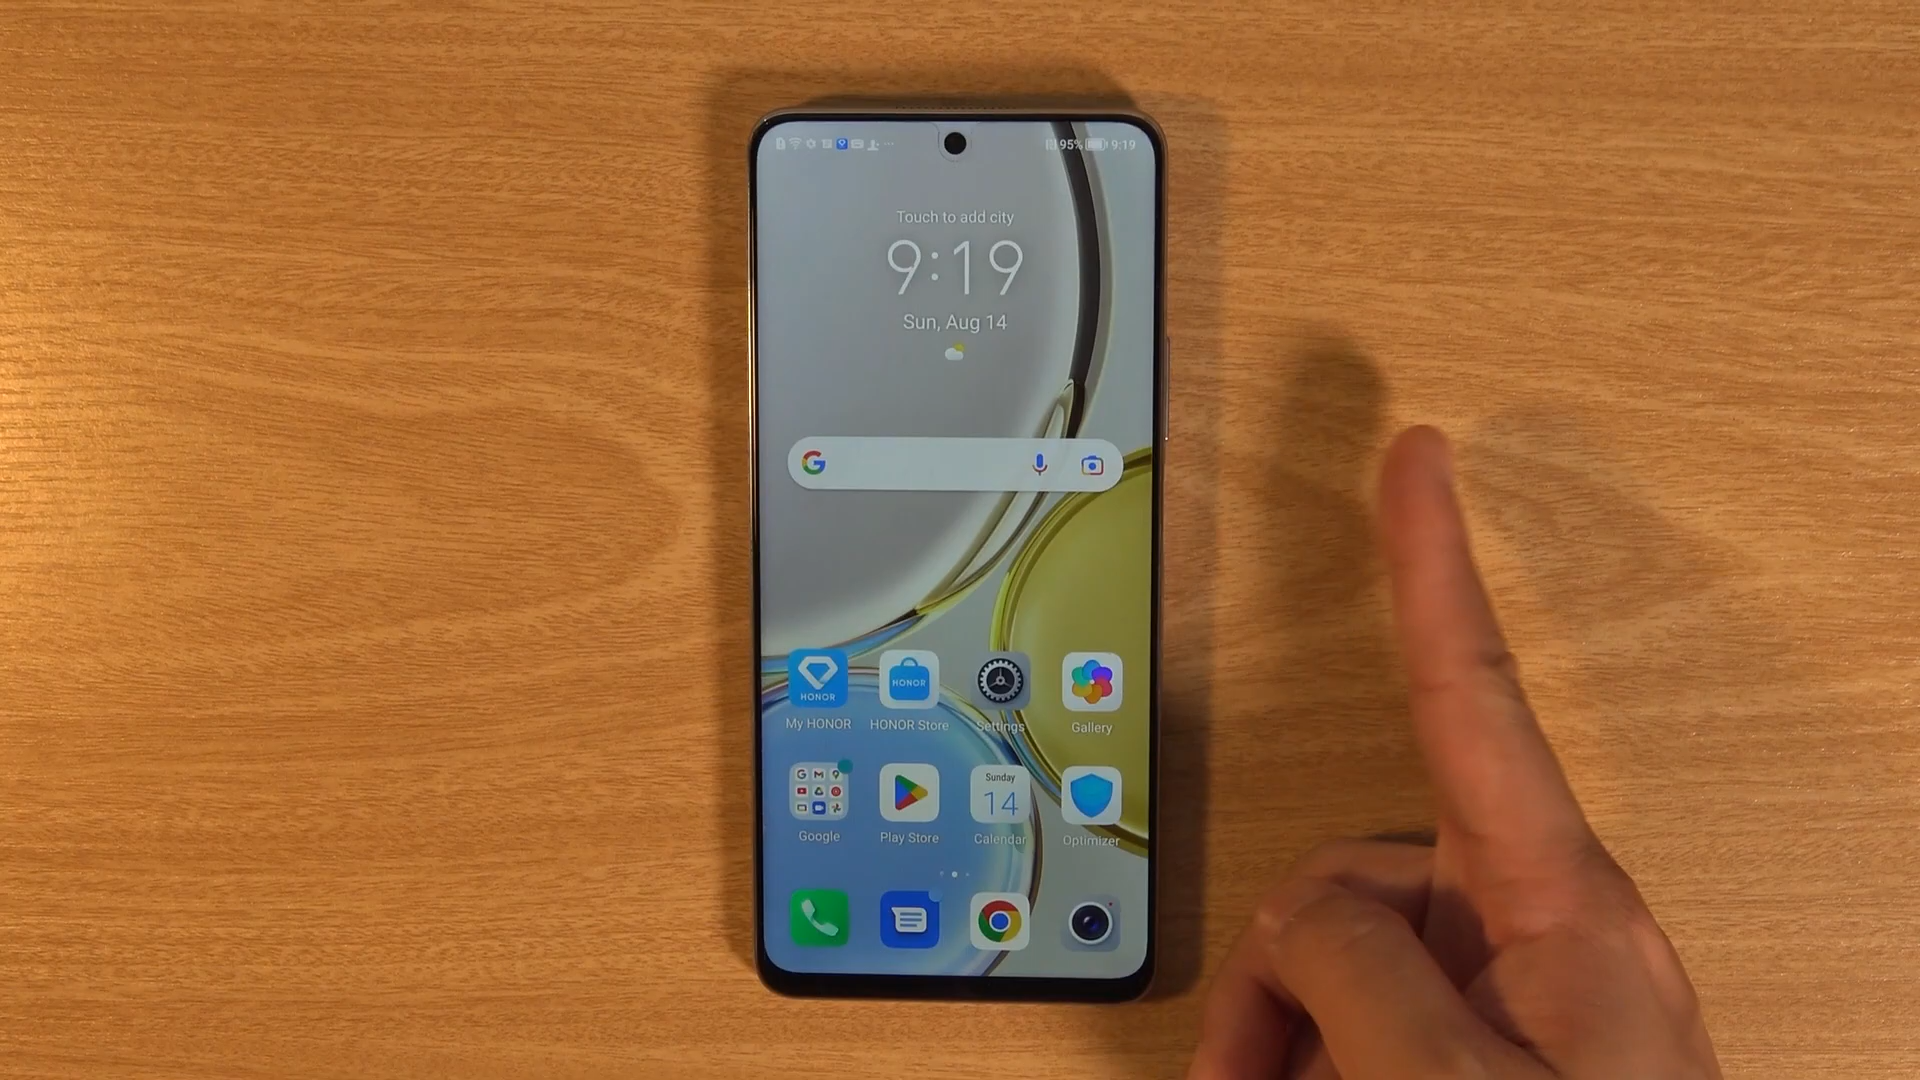 95% 9:19
Touch to add city
9:19
Sun, Aug 14
G
HONOR
HONOR
My HONOR HONOR Store Settings Gallery
Sunday
14
Google Play Store Calendar Optimizer